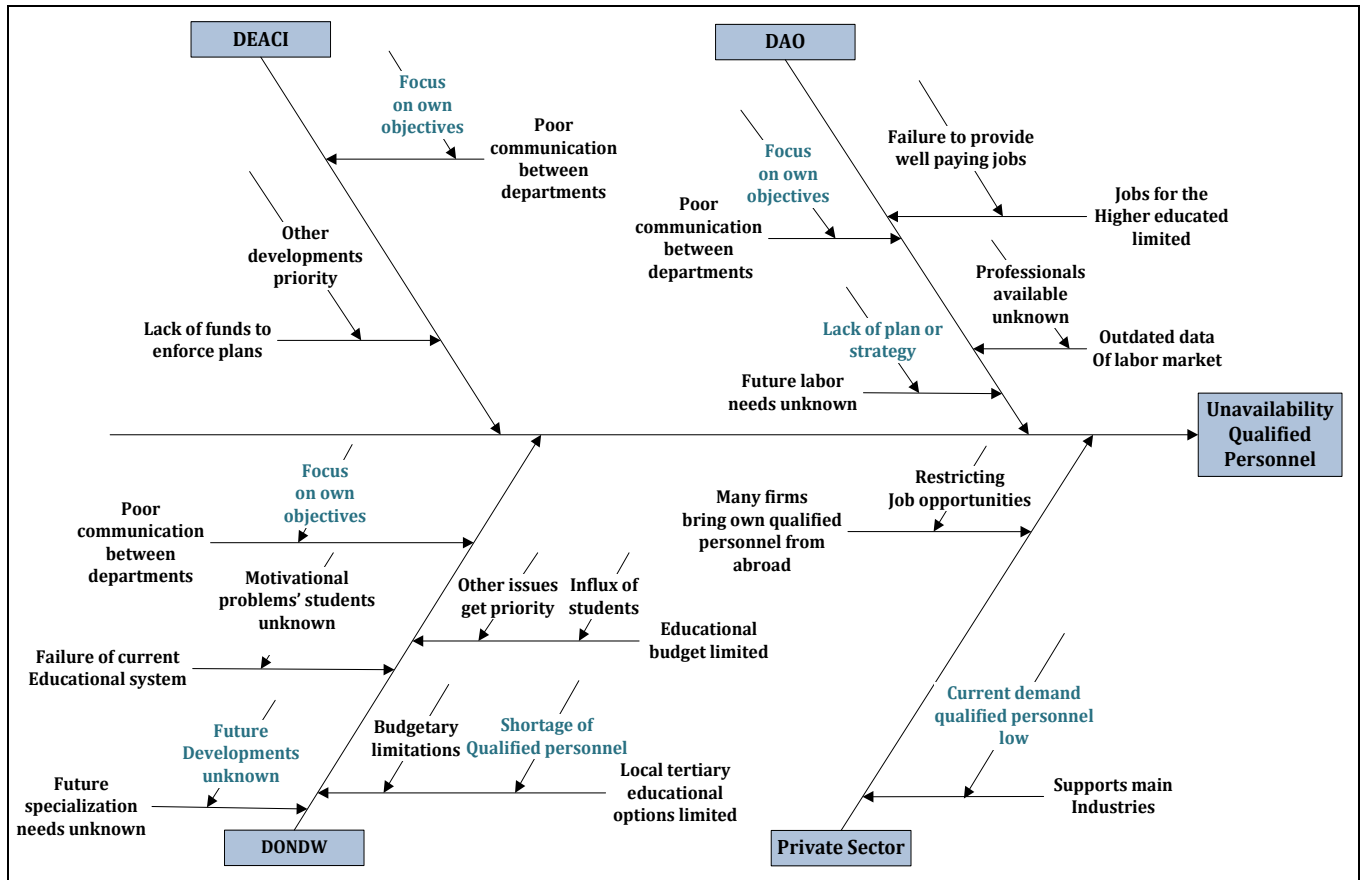 DEACI
DAO
Focus
on own
objectives
Poor
communication
between
departments
Other
developments
priority
Lack of funds to
enforce plans
Focus
on own
objectives
Poor
communication
between
departments
Failure to provide
well paying jobs
Jobs for the
Higher educated
limited
Professionals
available
unknown
Outdated data
Of labor market
Lack of plan or
strategy
Future labor
needs unknown
Unavailability
Qualified
Personnel
Focus
on own
objectives
Poor
communication
between
departments
Motivational
problems’ students
unknown
Failure of current
Educational system
Other issues
get priority
Influx of
students
Educational
budget limited
Future
Developments
unknown
Future
specialization
needs unknown
Budgetary
limitations
Shortage of
Qualified personnel
Local tertiary
educational
options limited
Restricting
Job opportunities
Many firms
bring own qualified
personnel from
abroad
Current demand
qualified personnel
low
Supports main
Industries
DONDW
Private Sector